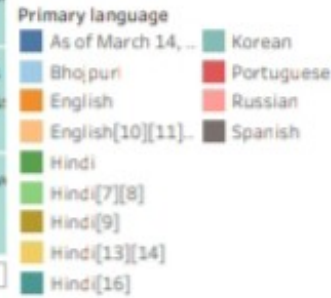 Primary language
As of March 14, ...
Bhojpuri
English
English[10][11]...
Hindi
Hindi[7][8]
Hindi[9]
Hindi[13][14]
Hindi[16]
Korean
Portuguese
Russian
Spanish